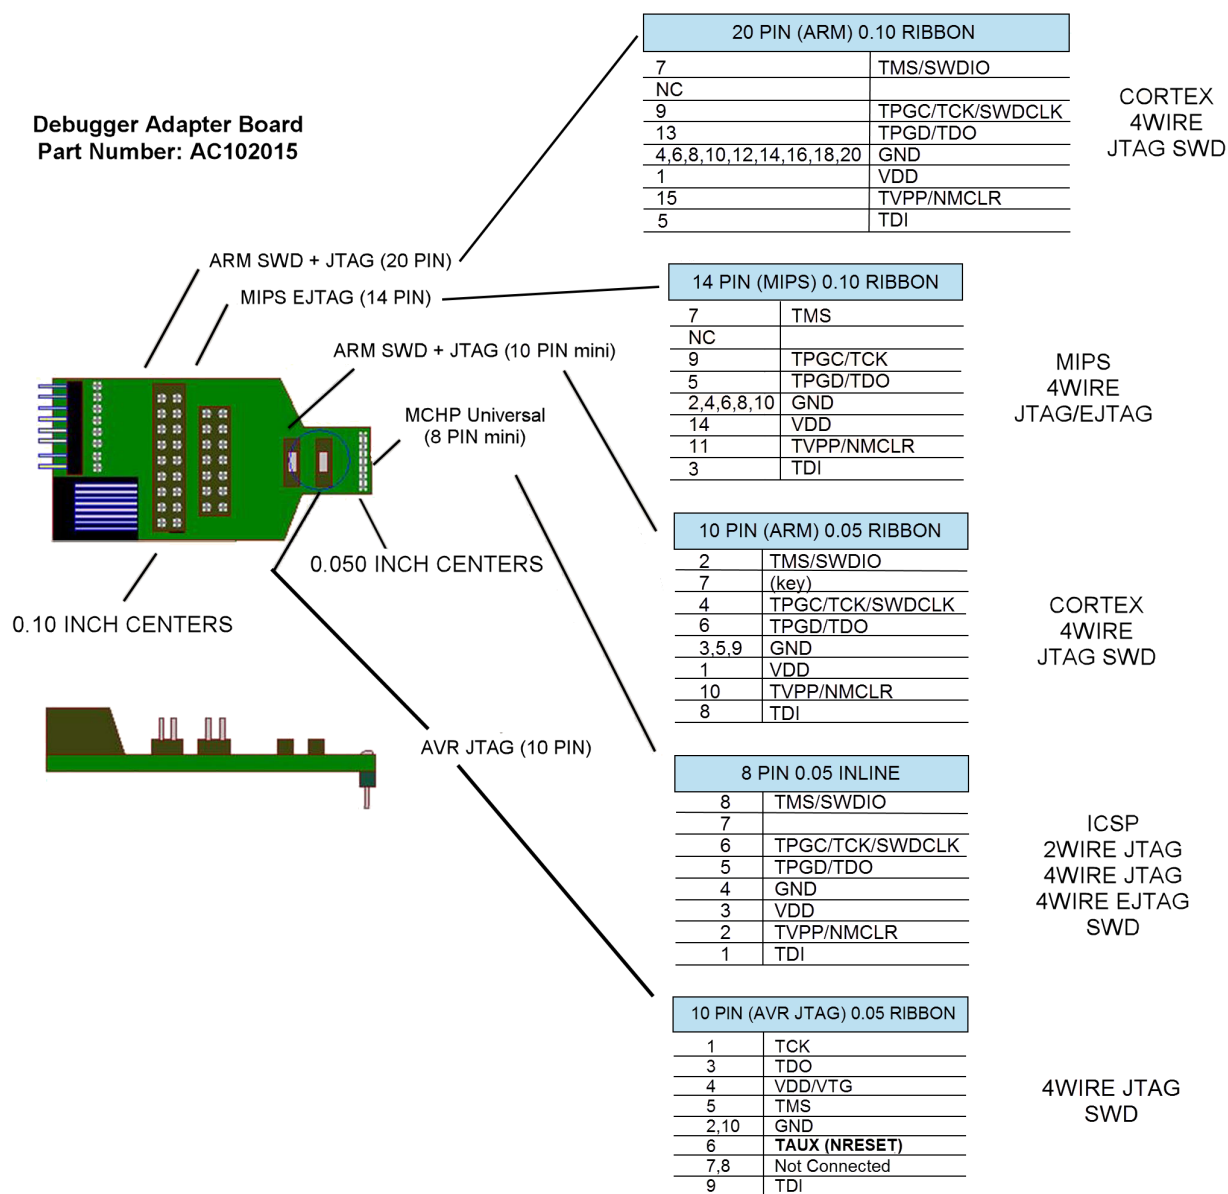 Debugger Adapter Board
Part Number: AC102015
ARM SWD + JTAG (20 PIN)
MIPS EJTAG (14 PIN)
ARM SWD + JTAG (10 PIN mini)
MCHP Universal
(8 PIN mini)
0.050 INCH CENTERS
0.10 INCH CENTERS
AVR JTAG (10 PIN)
20 PIN (ARM) 0.10 RIBBON
7 TMS/SWDIO
NC
9 TPGC/TCK/SWDCLK
13 TPGD/TDO
4,6,8,10,12,14,16,18,20 GND
1 VDD
15 TVPP/NMCLR
5 TDI
CORTEX
4WIRE
JTAG SWD
14 PIN (MIPS) 0.10 RIBBON
7 TMS
NC
9 TPGC/TCK
5 TPGD/TDO
2,4,6,8,10 GND
14 VDD
11 TVPP/NMCLR
3 TDI
MIPS
4WIRE
JTAG/EJTAG
10 PIN (ARM) 0.05 RIBBON
2 TMS/SWDIO
7 (key)
4 TPGC/TCK/SWDCLK
6 TPGD/TDO
3,5,9 GND
1 VDD
10 TVPP/NMCLR
8 TDI
CORTEX
4WIRE
JTAG SWD
8 PIN 0.05 INLINE
8 TMS/SWDIO
7
6 TPGC/TCK/SWDCLK
5 TPGD/TDO
4 GND
3 VDD
2 TVPP/NMCLR
1 TDI
ICSP
2WIRE JTAG
4WIRE JTAG
4WIRE EJTAG
SWD
10 PIN (AVR JTAG) 0.05 RIBBON
1 TCK
3 TDO
4 VDD/VTG
5 TMS
2,10 GND
6 TAUX (NRESET)
7,8 Not Connected
9 TDI
4WIRE JTAG
SWD